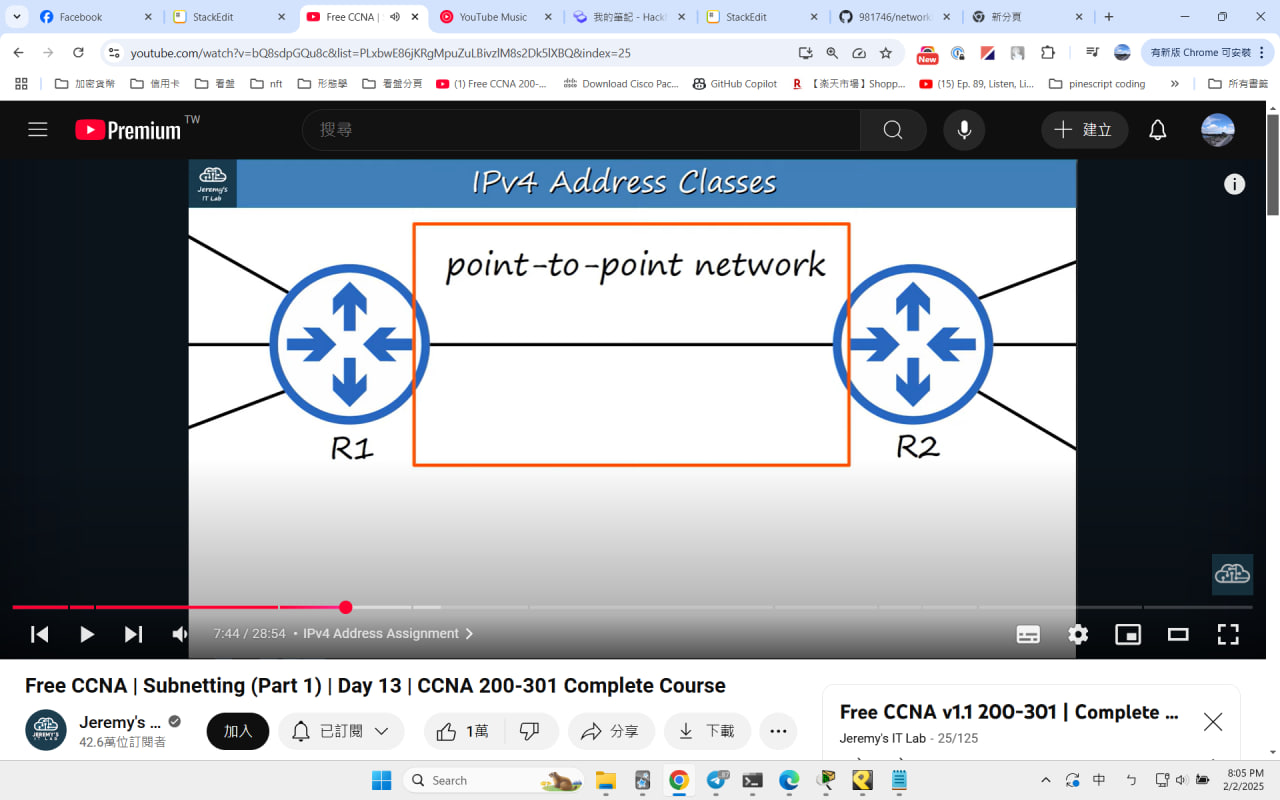 Facebook
StackEdit
Free CCNA |
YouTube Music
我的筆記 - Hack
StackEdit
981746/network
新分頁
youtube.com/watch?v=bQ8sdpGQu8c&list=PLxbwE86jKRgMpuZuLBivzlM8s2Dk5lXBQ&index=25
New
有新版 Chrome 可安裝
加密貨幣
信用卡
看盤
nft
形態學
看盤分頁
(1) Free CCNA 200-...
Download Cisco Pac...
GitHub Copilot
【楽天市場】Shopp...
(15) Ep. 89, Listen, Li...
pinescript coding
所有書籤
Premium TW
搜尋
建立
Jeremy's
IT Lab
IPv4 Address Classes
point-to-point network
R1
R2
7:44 / 28:54 • IPv4 Address Assignment
Free CCNA | Subnetting (Part 1) | Day 13 | CCNA 200-301 Complete Course
JEREMY'S
IT LAB
Jeremy's ...
42.6萬位訂閱者
加入
已訂閱
1萬
分享
下載
Free CCNA v1.1 200-301 | Complete ...
Jeremy's IT Lab - 25/125
Search
中
ㄅ
8:05 PM
2/2/2025